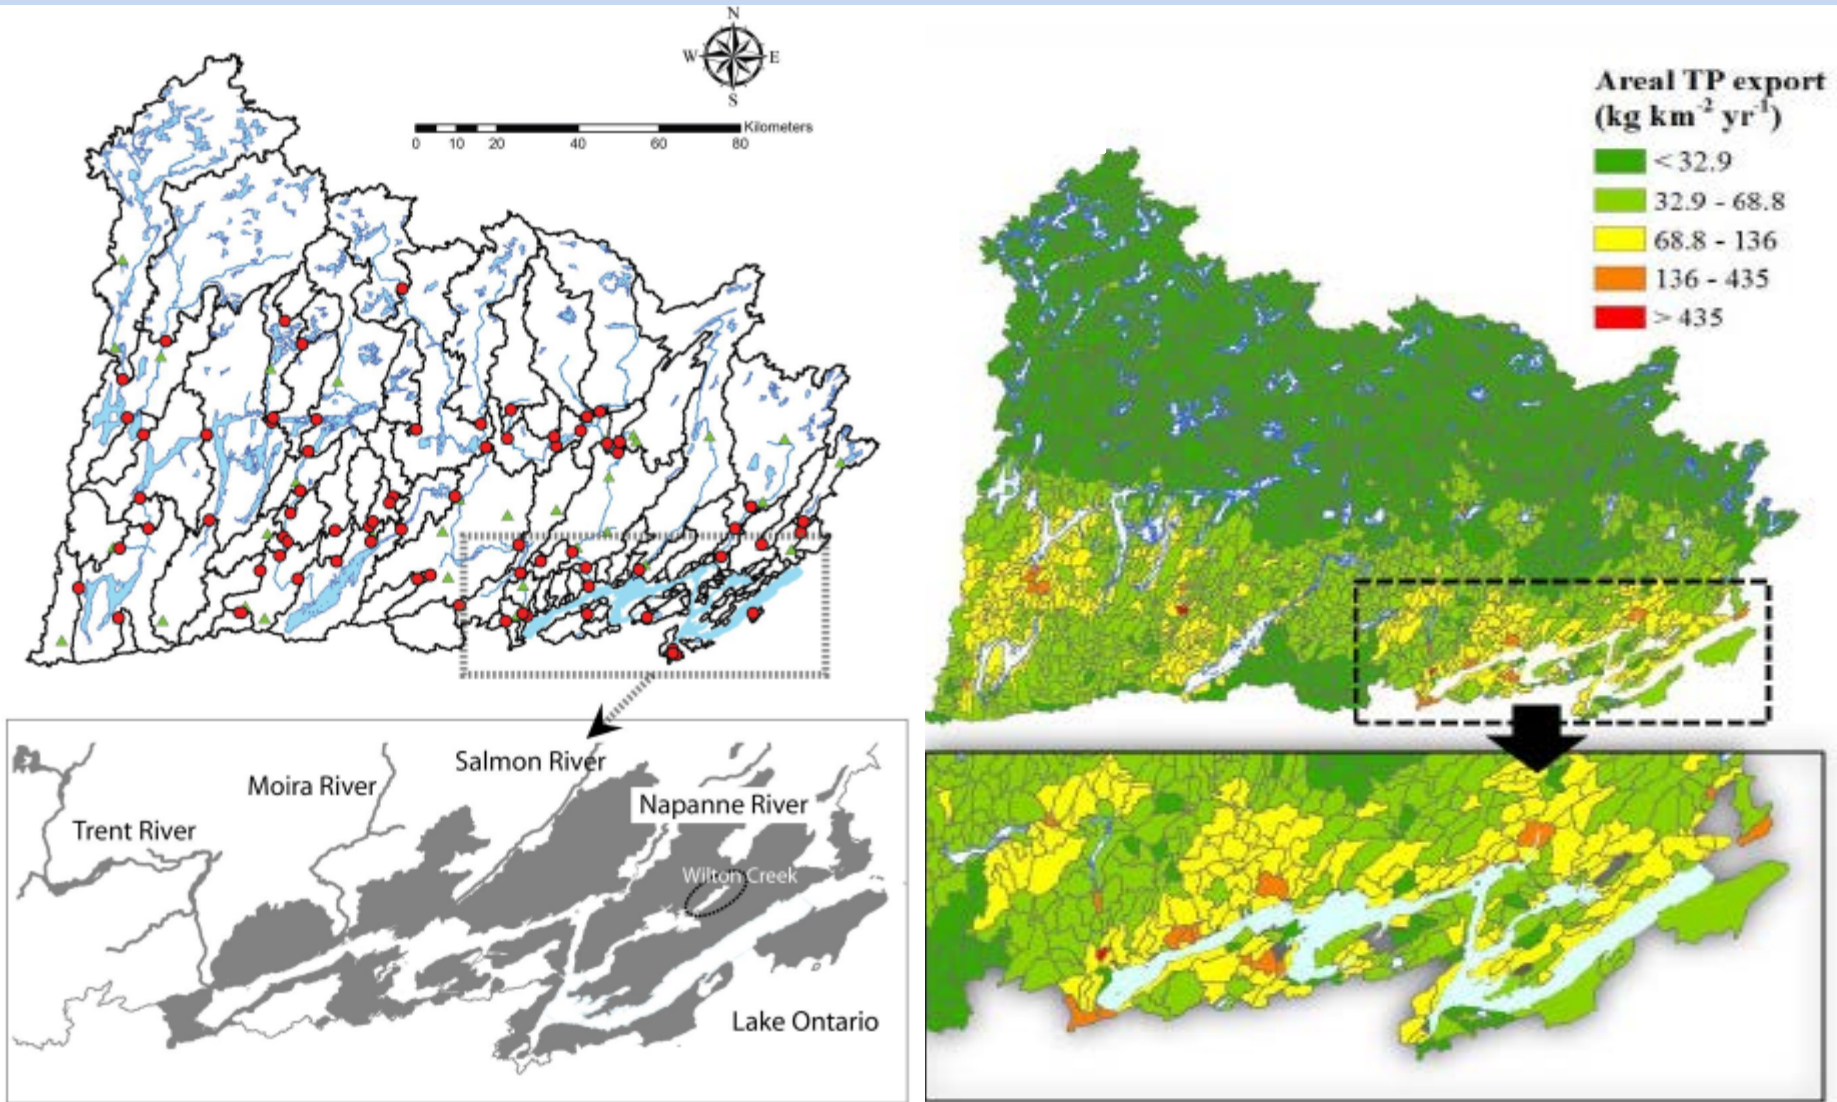 N
W E
S
Kilometers
0 10 20 40 60 80
Salmon River
Moira River
Napanne River
Trent River
Wilton Creek
Lake Ontario
Areal TP export
(kg km⁻² yr⁻¹)
< 32.9
32.9 - 68.8
68.8 - 136
136 - 435
> 435